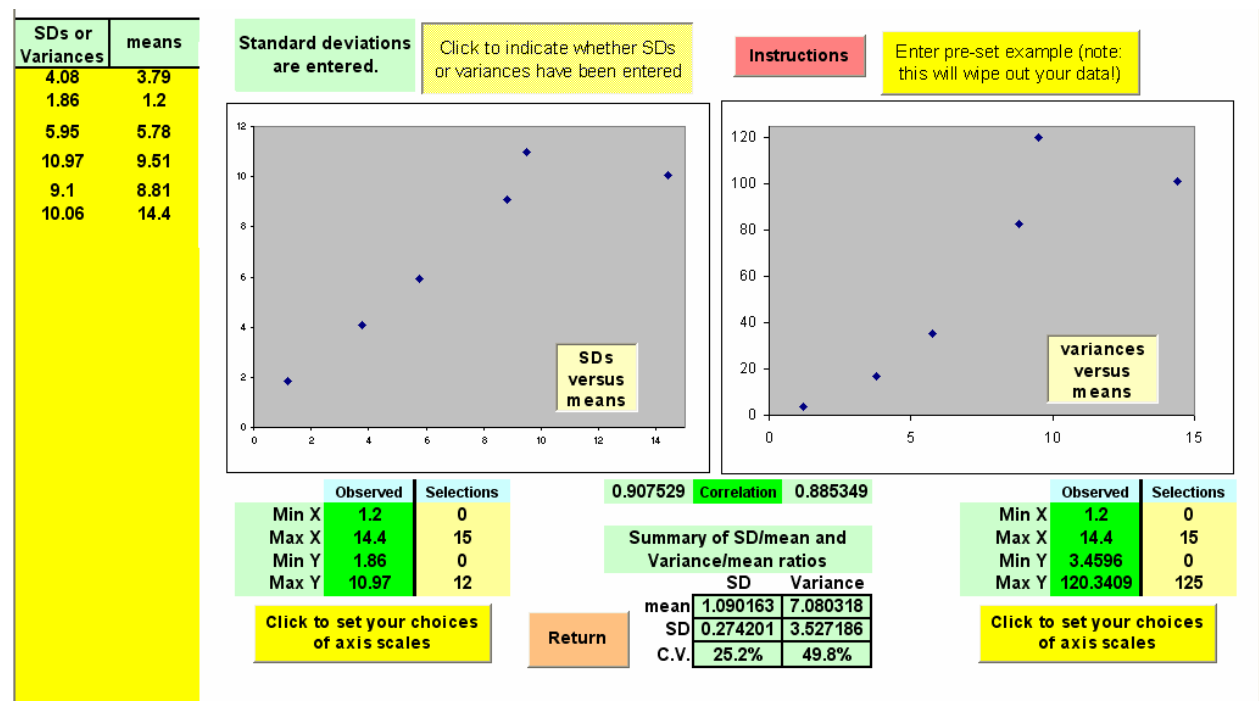 SDs or
Variances
means
4.08 3.79
1.86 1.2
5.95 5.78
10.97 9.51
9.1 8.81
10.06 14.4
Standard deviations
are entered.
Click to indicate whether SDs
or variances have been entered
Instructions
Enter pre-set example (note:
this will wipe out your data!)
12
10
8
6
4
2
0
0 2 4 6 8 10 12 14
SDs
versus
means
120
100
80
60
40
20
0
0 5 10 15
variances
versus
means
Observed Selections
Min X 1.2 0
Max X 14.4 15
Min Y 1.86 0
Max Y 10.97 12
Click to set your choices
of axis scales
0.907529 Correlation 0.885349
Summary of SD/mean and
Variance/mean ratios
SD Variance
mean 1.090163 7.080318
SD 0.274201 3.527186
C.V. 25.2% 49.8%
Return
Observed Selections
Min X 1.2 0
Max X 14.4 15
Min Y 3.4596 0
Max Y 120.3409 125
Click to set your choices
of axis scales